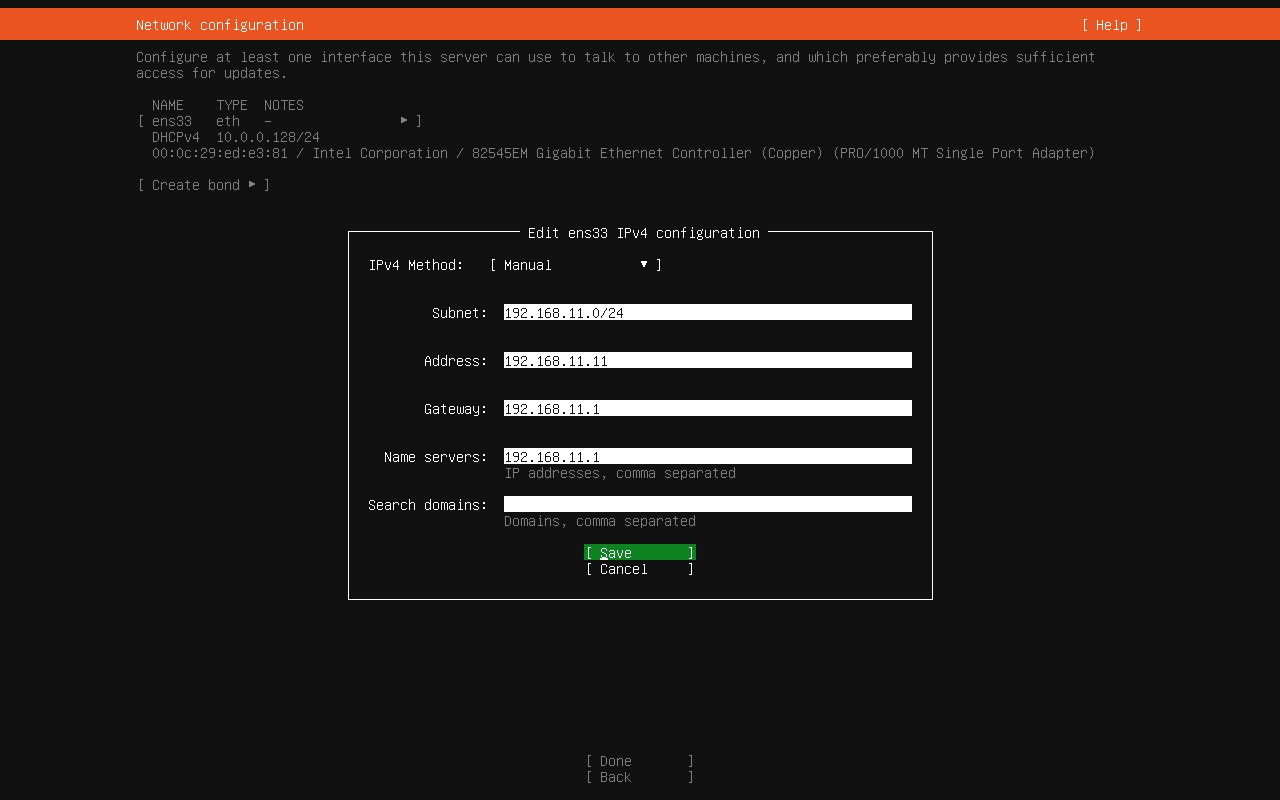 Network configuration [ Help ]
Configure at least one interface this server can use to talk to other machines, and which preferably provides sufficient
access for updates.
NAME TYPE NOTES
[ ens33 eth – ▸ ]
DHCPv4 10.0.0.128/24
00:0c:29:ed:e3:81 / Intel Corporation / 82545EM Gigabit Ethernet Controller (Copper) (PRO/1000 MT Single Port Adapter)
[ Create bond ▸ ]
Edit ens33 IPv4 configuration
IPv4 Method: [ Manual ▾ ]
Subnet: 192.168.11.0/24
Address: 192.168.11.11
Gateway: 192.168.11.1
Name servers: 192.168.11.1
IP addresses, comma separated
Search domains:
Domains, comma separated
[ Save ]
[ Cancel ]
[ Done ]
[ Back ]